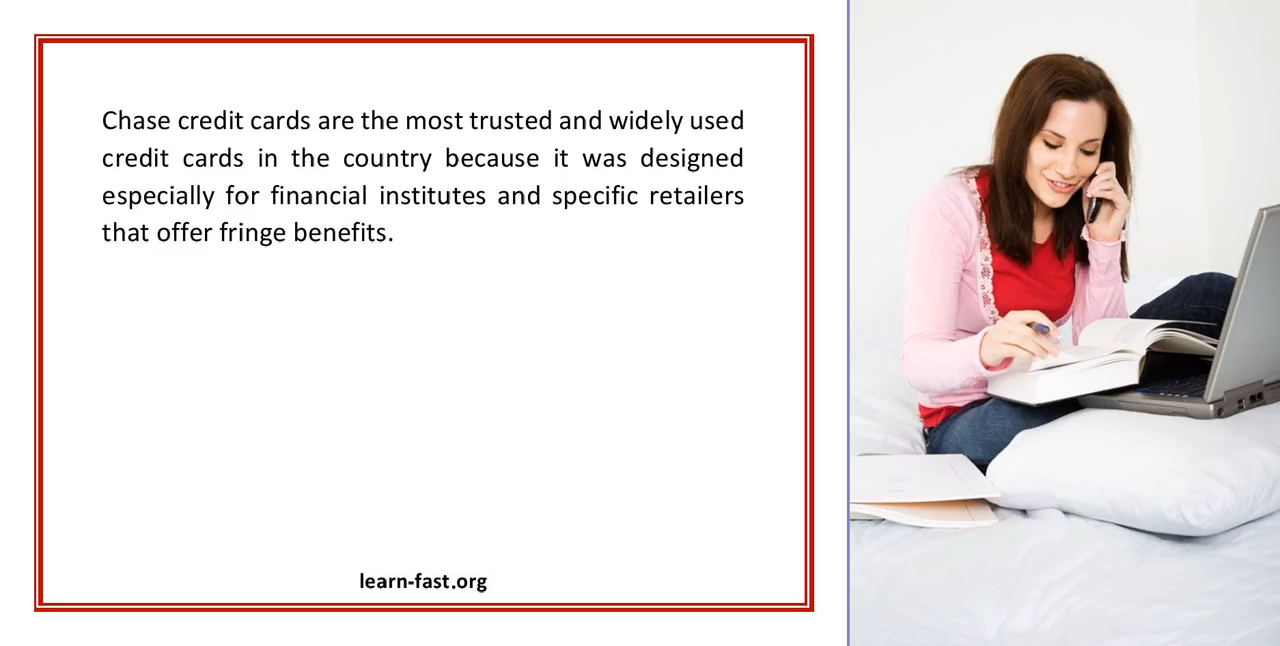 Chase credit cards are the most trusted and widely used
credit cards in the country because it was designed
especially for financial institutes and specific retailers
that offer fringe benefits.
learn-fast.org